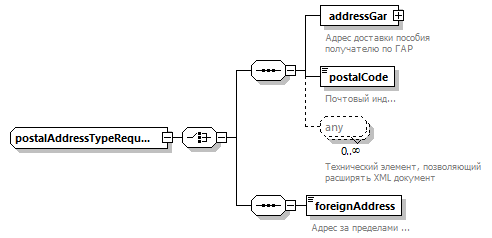 addressGar
Адрес доставки пособия
получателю по ГАР
postalCode
Почтовый инд...
postalAddressTypeRequ...
any
0..∞
Технический элемент, позволяющий
расширять XML документ
foreignAddress
Адрес за пределами ...